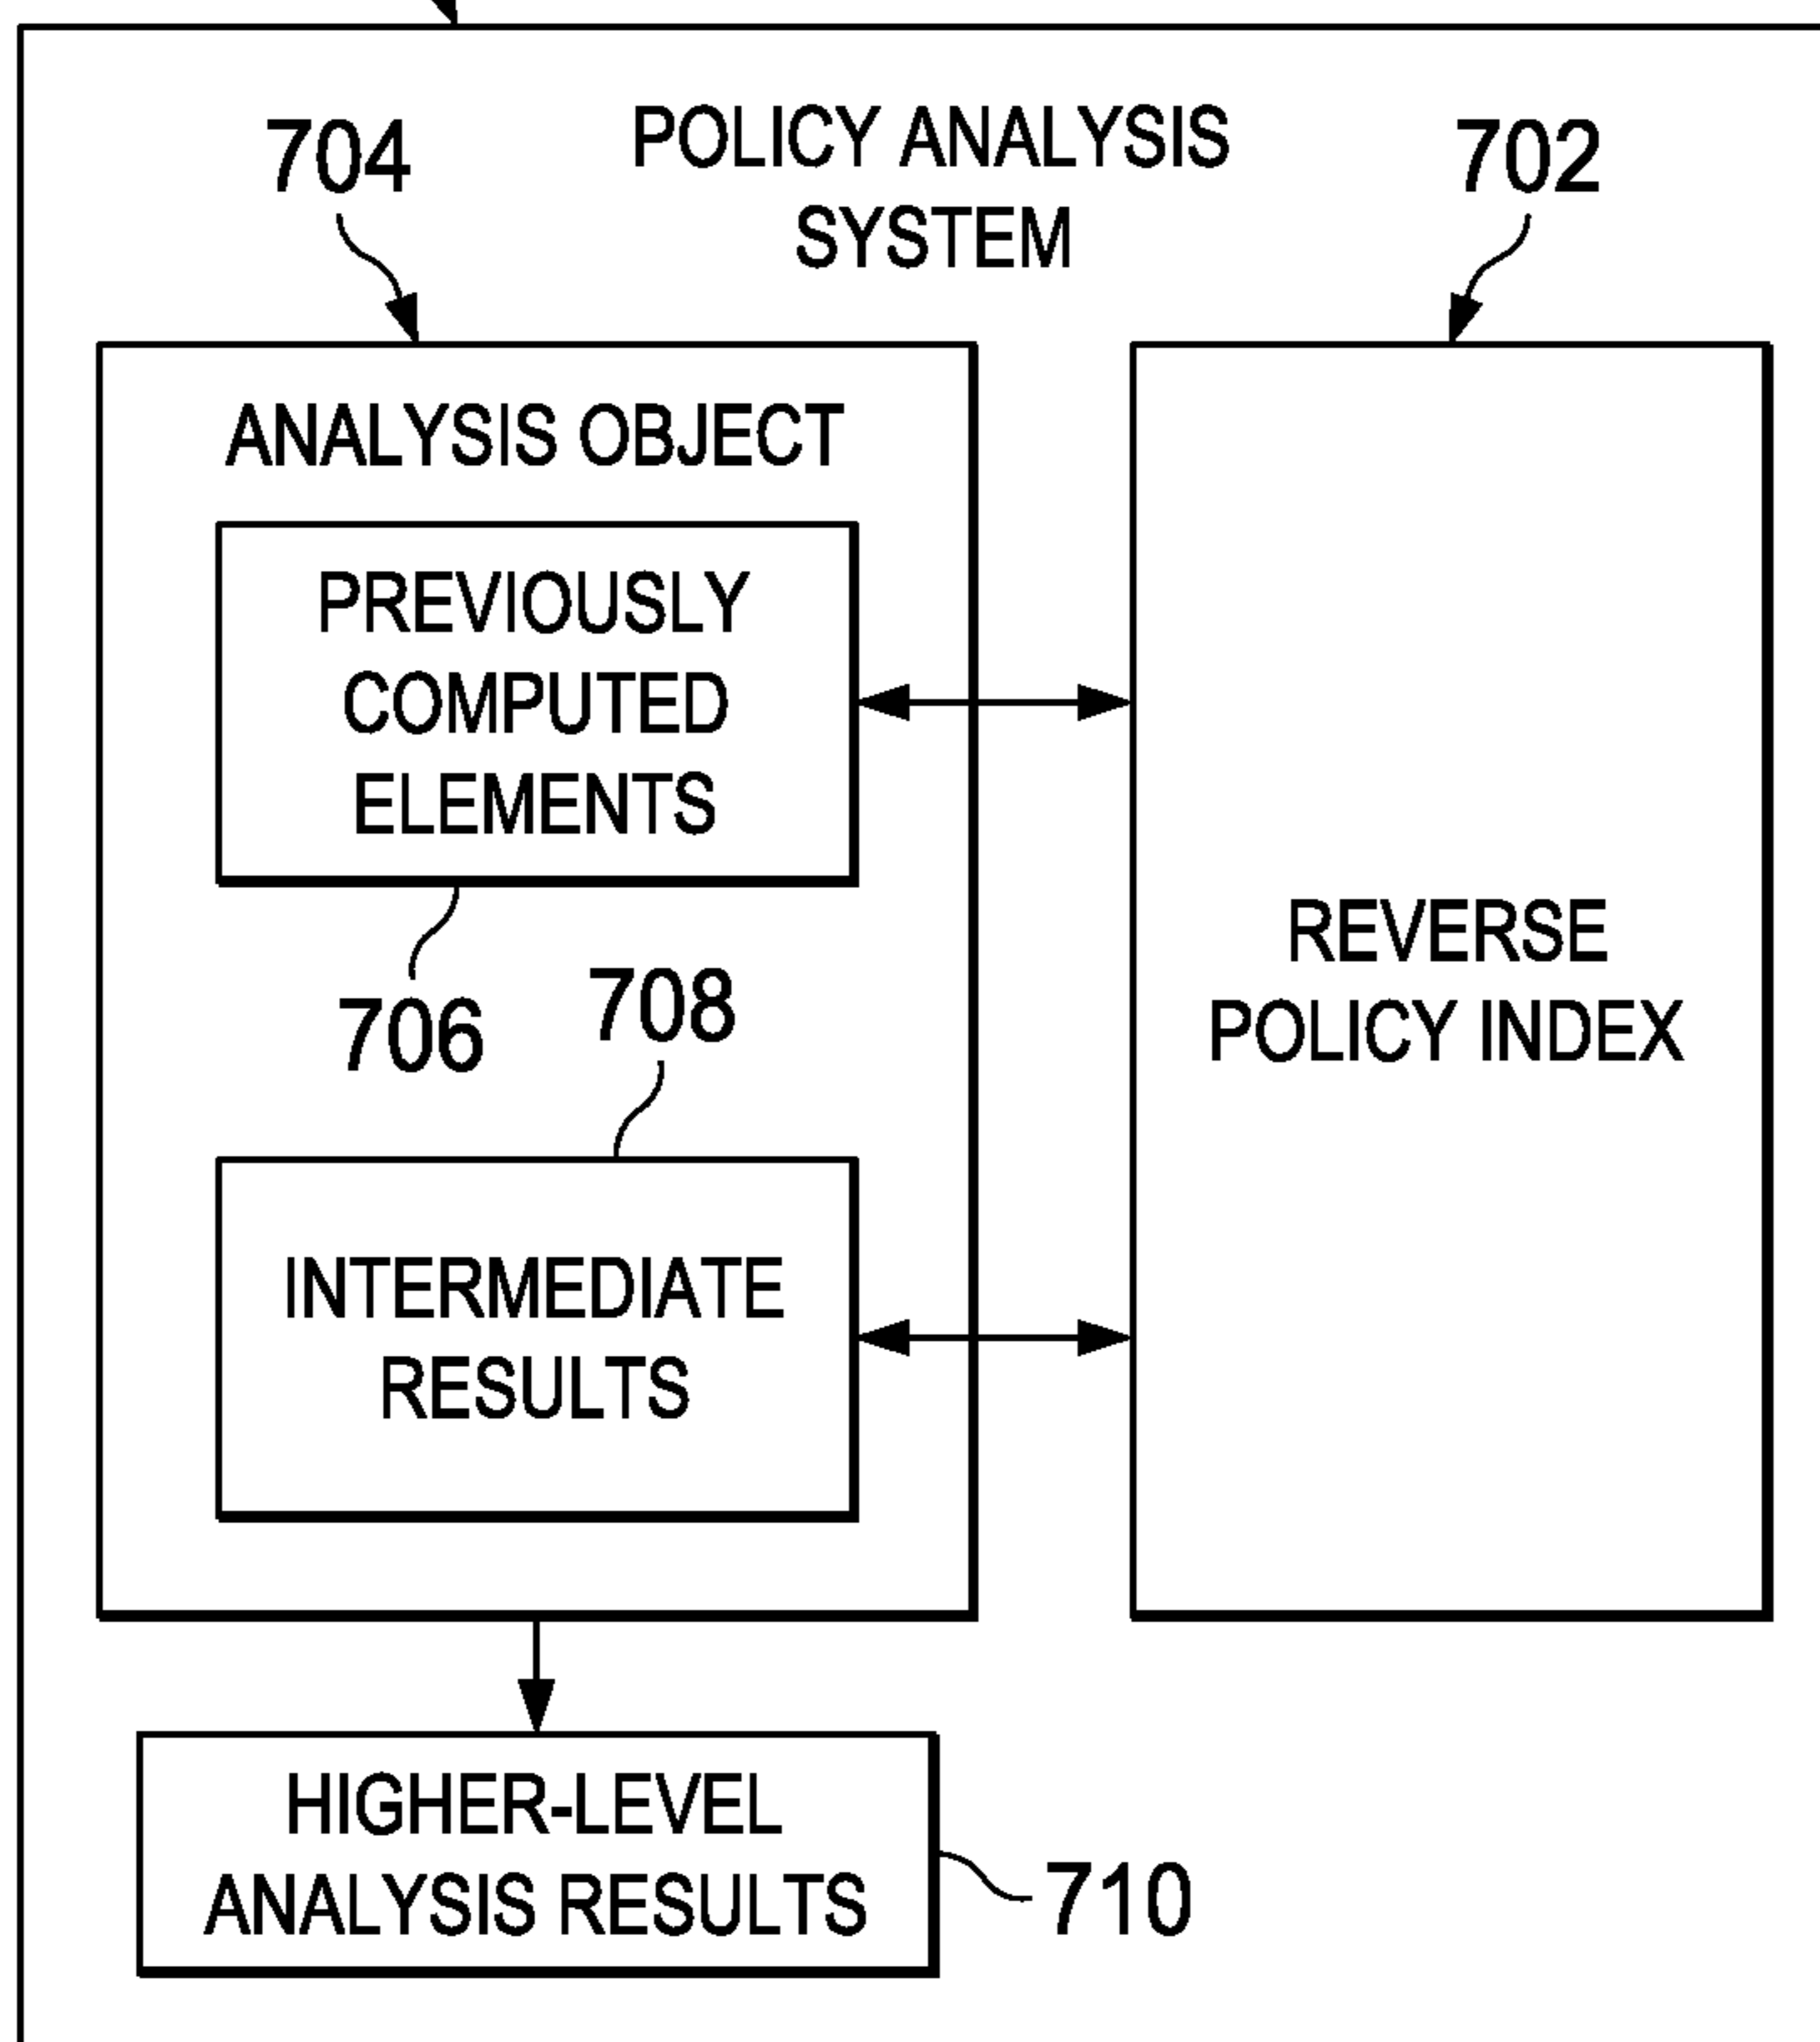 POLICY ANALYSIS
SYSTEM
704
702
ANALYSIS OBJECT
PREVIOUSLY
COMPUTED
ELEMENTS
706
708
INTERMEDIATE
RESULTS
REVERSE
POLICY INDEX
HIGHER-LEVEL
ANALYSIS RESULTS
710